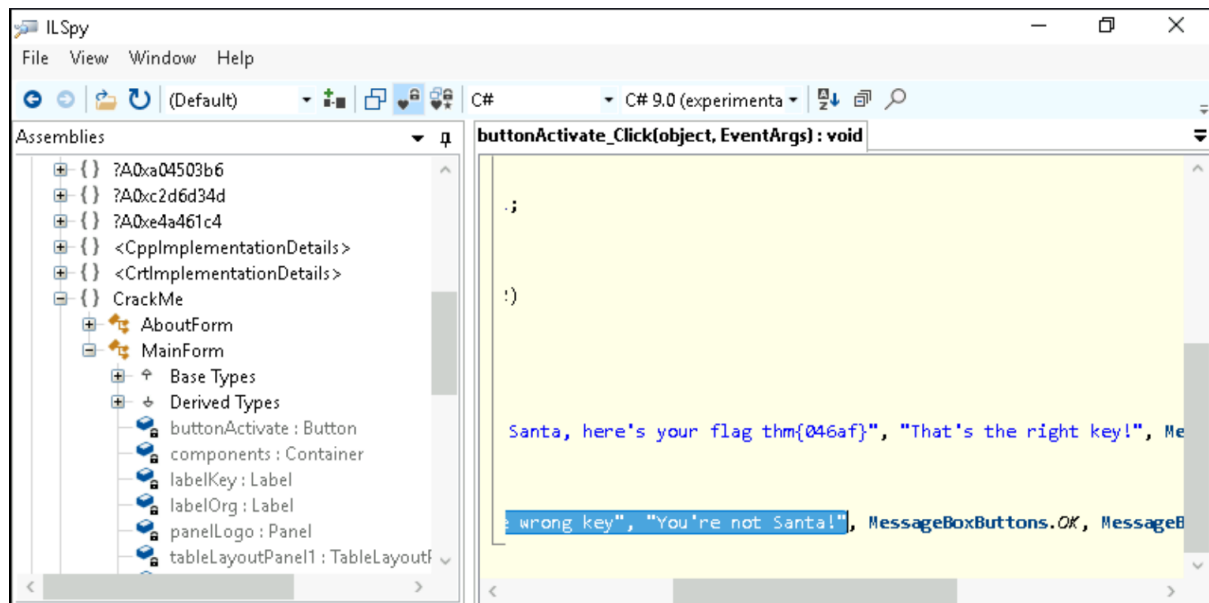 ILSpy
File View Window Help
(Default) C# C# 9.0 (experimenta
Assemblies
buttonActivate_Click(object, EventArgs) : void
{ } ?A0xa04503b6
{ } ?A0xc2d6d34d
{ } ?A0xe4a461c4
{ } <CppImplementationDetails>
{ } <CrtImplementationDetails>
{ } CrackMe
AboutForm
MainForm
Base Types
Derived Types
buttonActivate : Button
components : Container
labelKey : Label
labelOrg : Label
panelLogo : Panel
tableLayoutPanel1 : TableLayoutP
;
)
Santa, here's your flag thm{046af}", "That's the right key!", Me
e wrong key", "You're not Santa!", MessageBoxButtons.OK, MessageB